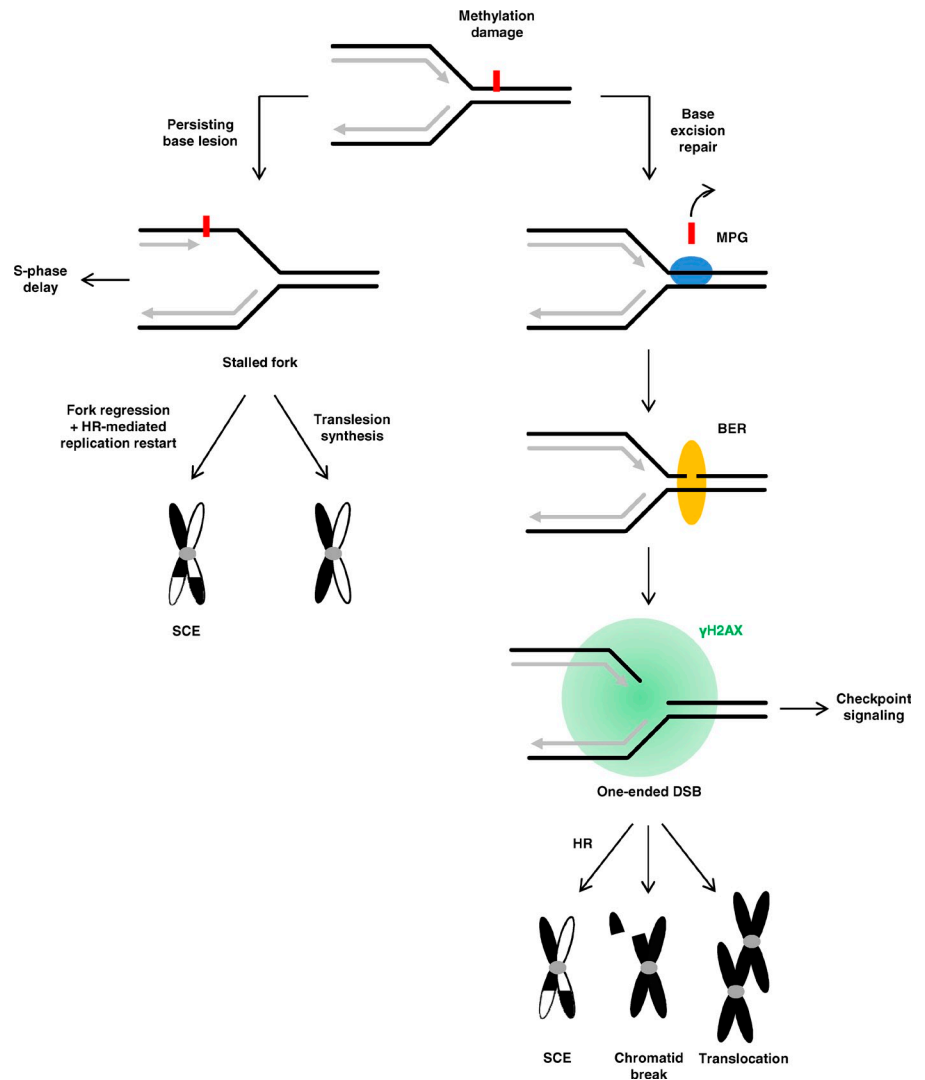 Methylation
damage
Persisting
base lesion
Base
excision
repair
MPG
S-phase
delay
Stalled fork
Fork regression
+ HR-mediated
replication restart
Translesion
synthesis
BER
SCE
γH2AX
Checkpoint
signaling
One-ended DSB
HR
SCE
Chromatid
break
Translocation